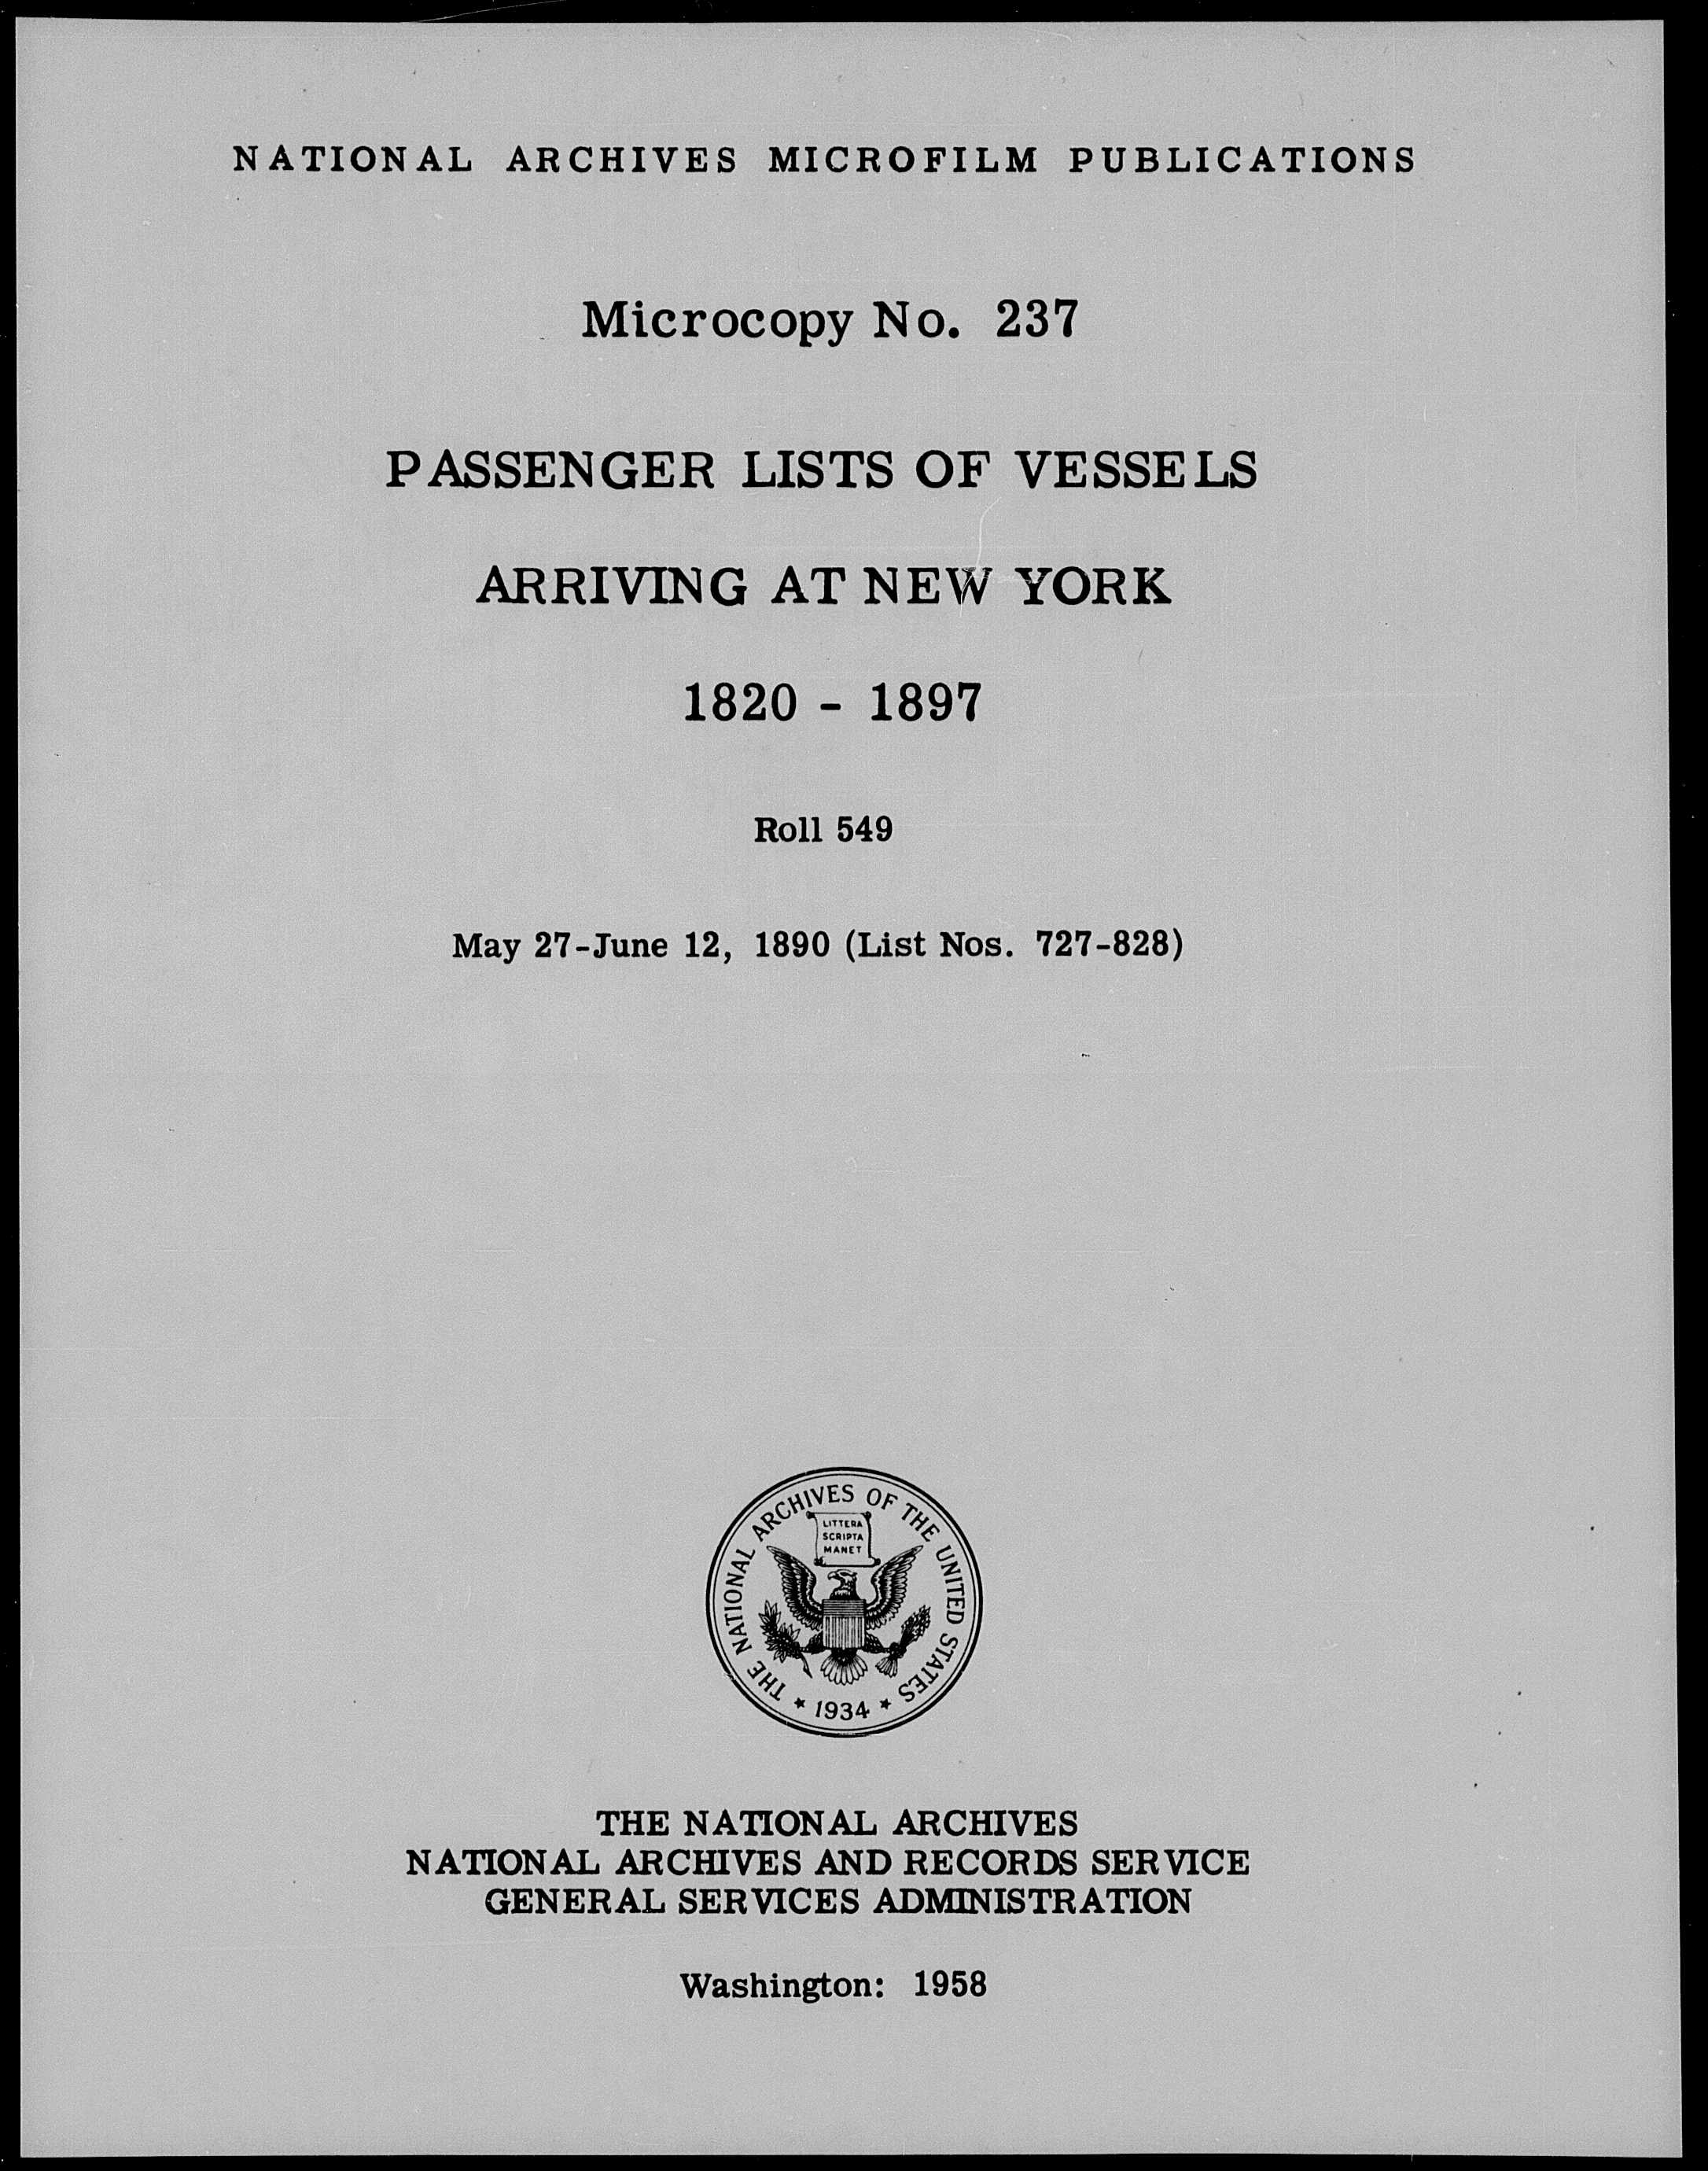 NATIONAL ARCHIVES MICROFILM PUBLICATIONS
Microcopy No. 237
PASSENGER LISTS OF VESSELS
ARRIVING AT NEW YORK
1820 - 1897
Roll 549
May 27-June 12, 1890 (List Nos. 727-828)
THE NATIONAL ARCHIVES OF THE UNITED STATES
LITTERA
SCRIPTA
MANET
★ 1934 ★
THE NATIONAL ARCHIVES
NATIONAL ARCHIVES AND RECORDS SERVICE
GENERAL SERVICES ADMINISTRATION
Washington: 1958